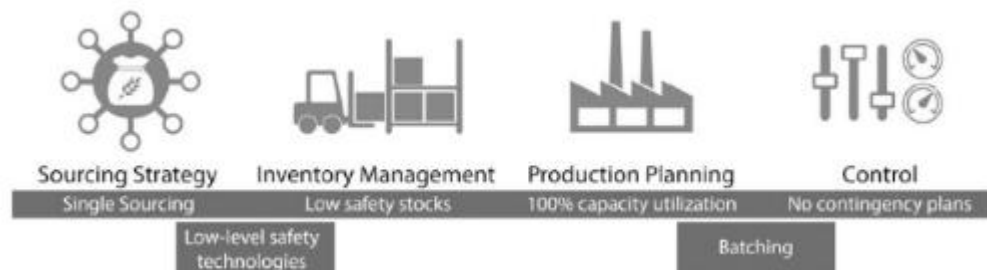 Sourcing Strategy Inventory Management Production Planning Control
Single Sourcing Low safety stocks 100% capacity utilization No contingency plans
Low-level safety
technologies
Batching